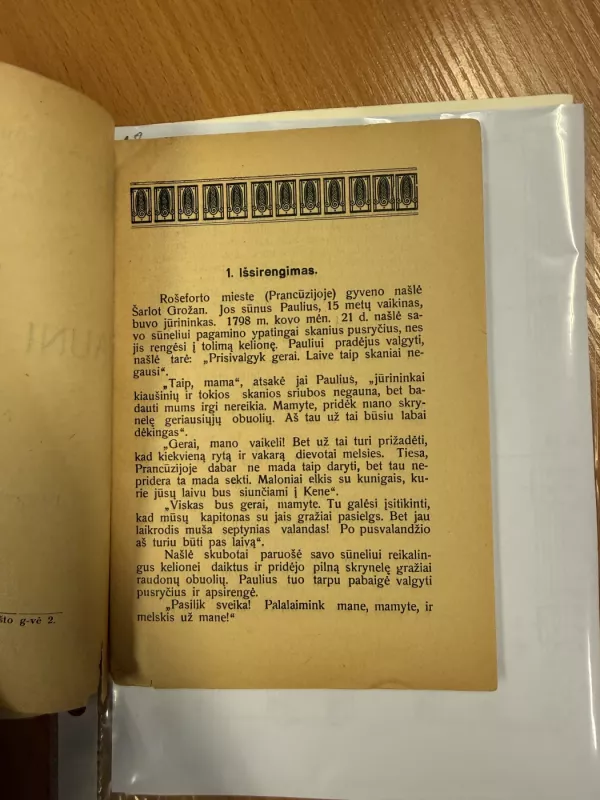 1. Išsirengimas.
Rošeforto mieste (Prancūzijoje) gyveno našlė
Šarlot Grožan. Jos sūnus Paulius, 15 metų vaikinas,
buvo jūrininkas. 1798 m. kovo mėn. 21 d. našlė sa-
vo sūneliui pagamino ypatingai skanius pusryčius, nes
jis rengėsi į tolimą kelionę. Pauliui pradėjus valgyti,
našlė tarė: „Prisivalgyk gerai. Laive taip skaniai ne-
gausi“.
„Taip, mama“, atsakė jai Paulius, „jūrininkai
kiaušinių ir tokios skanios sriubos negauna, bet ba-
dauti mums irgi nereikia. Mamyte, pridėk mano skry-
nelę geriausiųjų obuolių. Aš tau už tai būsiu labai
dėkingas“.
„Gerai, mano vaikeli! Bet už tai turi prižadėti,
kad kiekvieną rytą ir vakarą dievotai melsies. Tiesa,
Prancūzijoje dabar ne mada taip daryti, bet tau ne-
pridera ta mada sekti. Maloniai elkis su kunigais, ku-
rie jūsų laivu bus siunčiami į Kene“.
„Viskas bus gerai, mamyte. Tu galėsi įsitikinti,
kad mūsų kapitonas su jais gražiai pasielgs. Bet jau
laikrodis muša septynias valandas! Po pusvalandžio
aš turiu būti pas laivą“.
Našlė skubotai paruošė savo sūneliui reikalin-
gus kelionei daiktus ir pridėjo pilną skrynelę gražiai
raudonų obuolių. Paulius tuo tarpu pabaigė valgyti
pusryčius ir apsirengė.
„Pasilik sveika! Palalaimink mane, mamyte, ir
melskis už mane!“
što g-vė 2.